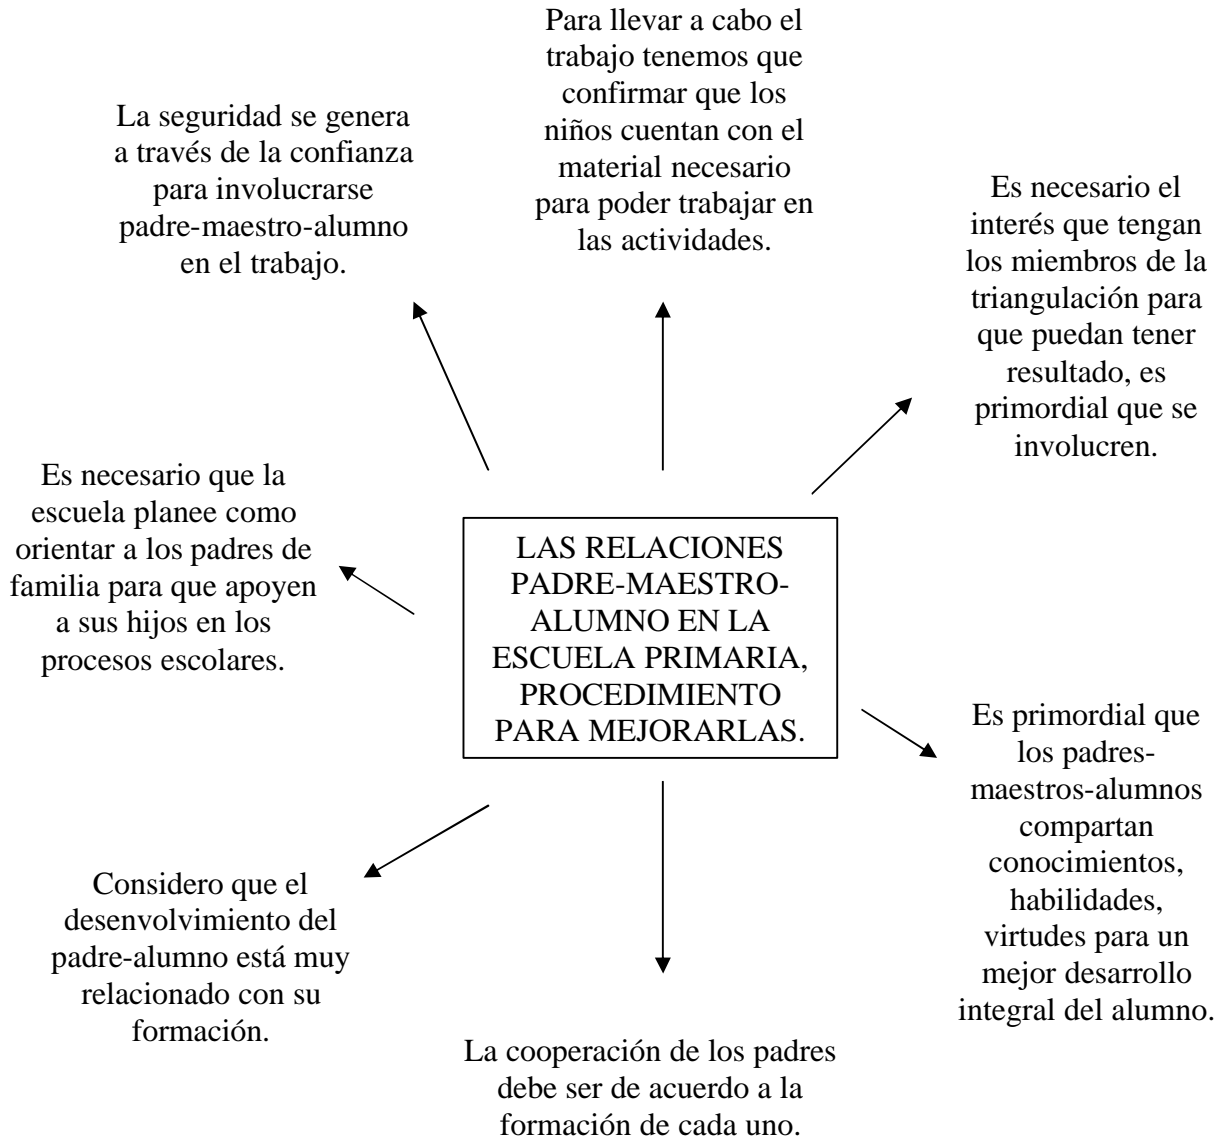 Para llevar a cabo el
trabajo tenemos que
confirmar que los
niños cuentan con el
material necesario
para poder trabajar en
las actividades.
La seguridad se genera
a través de la confianza
para involucrarse
padre-maestro-alumno
en el trabajo.
Es necesario el
interés que tengan
los miembros de la
triangulación para
que puedan tener
resultado, es
primordial que se
involucren.
Es necesario que la
escuela planee como
orientar a los padres de
familia para que apoyen
a sus hijos en los
procesos escolares.
LAS RELACIONES
PADRE-MAESTRO-
ALUMNO EN LA
ESCUELA PRIMARIA,
PROCEDIMIENTO
PARA MEJORARLAS.
Es primordial que
los padres-
maestros-alumnos
compartan
conocimientos,
habilidades,
virtudes para un
mejor desarrollo
integral del alumno.
Considero que el
desenvolvimiento del
padre-alumno está muy
relacionado con su
formación.
La cooperación de los padres
debe ser de acuerdo a la
formación de cada uno.